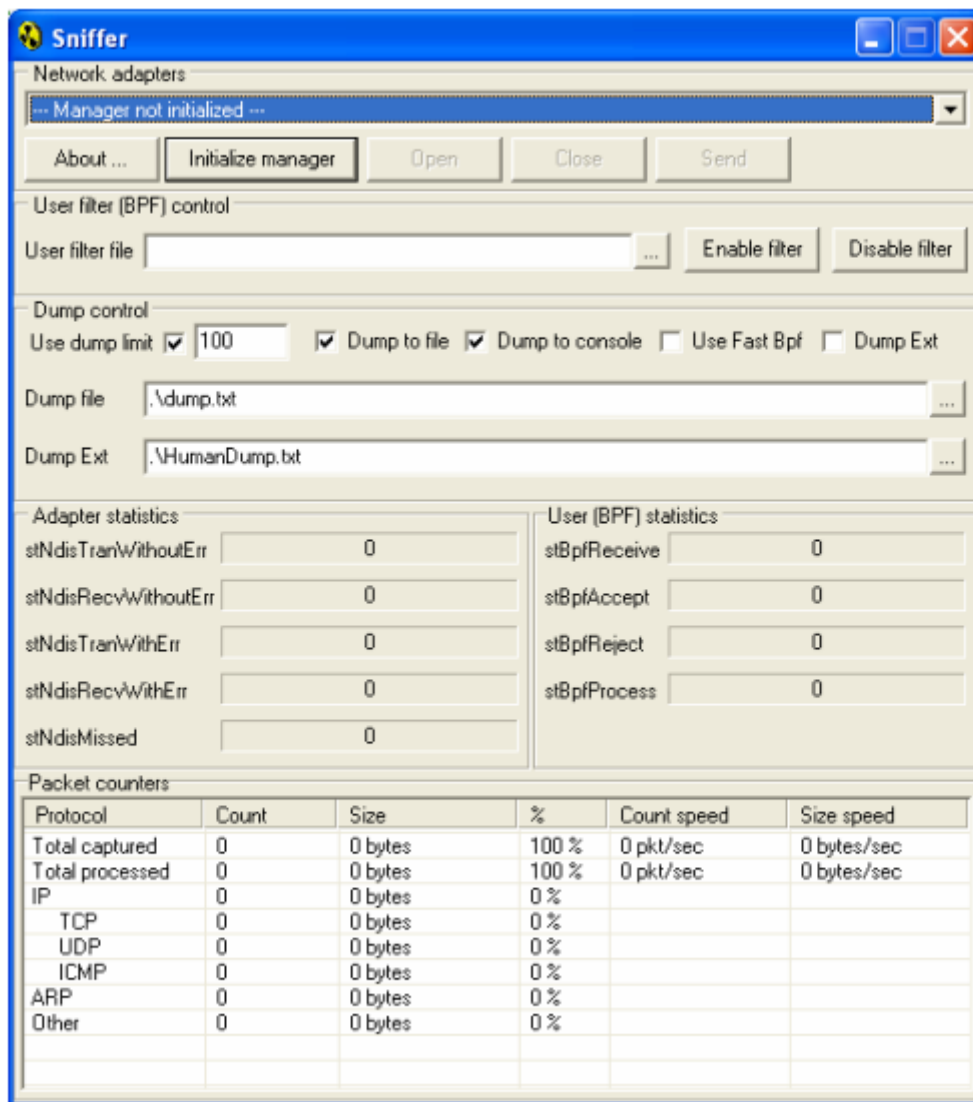 Sniffer
Network adapters
--- Manager not initialized ---
About ... Initialize manager Open Close Send
User filter (BPF) control
User filter file ... Enable filter Disable filter
Dump control
Use dump limit 100 Dump to file Dump to console Use Fast Bpf Dump Ext
Dump file .\dump.txt ...
Dump Ext .\HumanDump.txt ...
Adapter statistics User (BPF) statistics
stNdisTranWithoutErr 0 stBpfReceive 0
stNdisRecvWithoutErr 0 stBpfAccept 0
stNdisTranWithErr 0 stBpfReject 0
stNdisRecvWithErr 0 stBpfProcess 0
stNdisMissed 0
Packet counters
Protocol Count Size % Count speed Size speed
Total captured 0 0 bytes 100 % 0 pkt/sec 0 bytes/sec
Total processed 0 0 bytes 100 % 0 pkt/sec 0 bytes/sec
IP 0 0 bytes 0 %
TCP 0 0 bytes 0 %
UDP 0 0 bytes 0 %
ICMP 0 0 bytes 0 %
ARP 0 0 bytes 0 %
Other 0 0 bytes 0 %